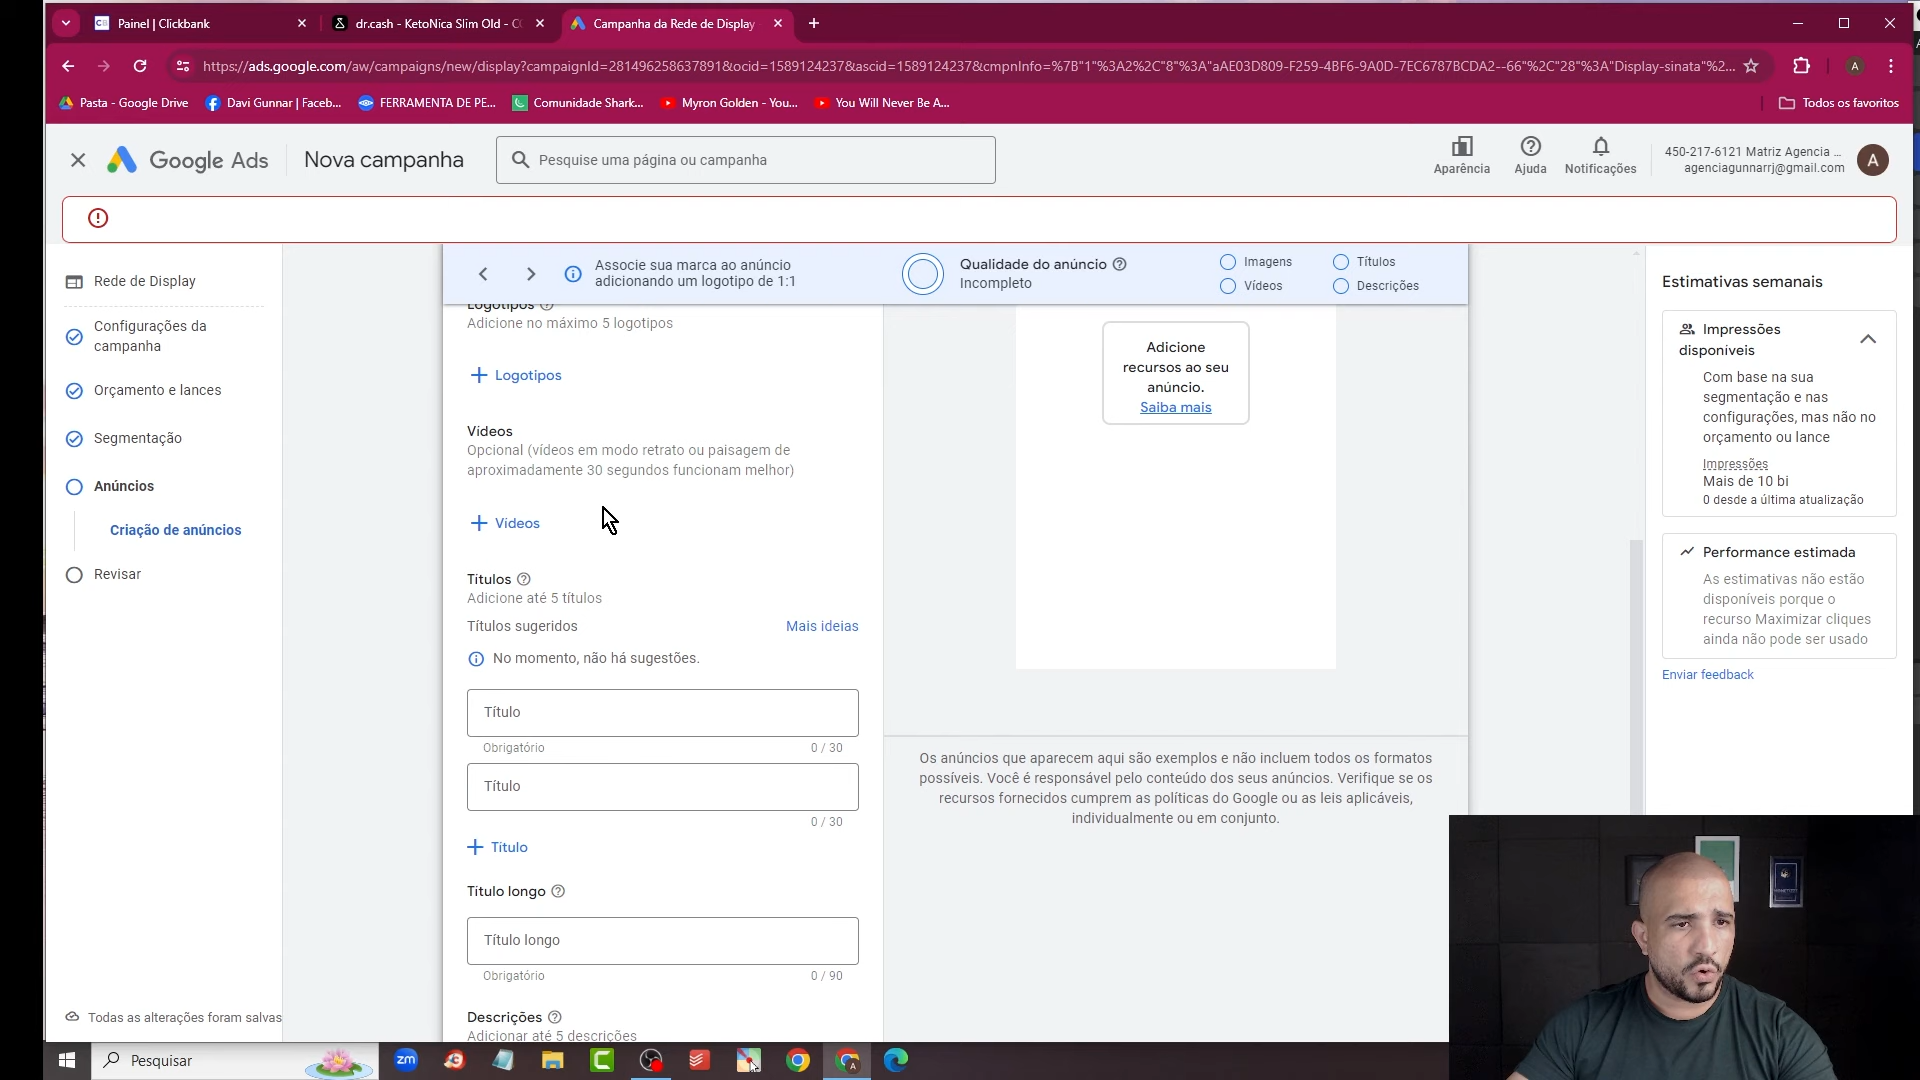 Painel | Clickbank
dr.cash - KetoNica Slim Old - C
Campanha da Rede de Display
https://ads.google.com/aw/campaigns/new/display?campaignId=281496258637891&ocid=1589124237&ascid=1589124237&cmpnInfo=%7B"1"%3A2%2C"8"%3A"aAE03D809-F259-4BF6-9A0D-7EC6787BCDA2--66"%2C"28"%3A"Display-sinata"%2...
A
Pasta - Google Drive
Davi Gunnar | Faceb...
FERRAMENTA DE PE...
Comunidade Shark...
Myron Golden - You...
You Will Never Be A...
Todos os favoritos
Google Ads
Nova campanha
Pesquise uma página ou campanha
Aparência
Ajuda
Notificações
450-217-6121 Matriz Agencia ...
agenciagunnarrj@gmail.com
A
Rede de Display
Configurações da
campanha
Orçamento e lances
Segmentação
Anúncios
Criação de anúncios
Revisar
Todas as alterações foram salvas
Associe sua marca ao anúncio
adicionando um logotipo de 1:1
Qualidade do anúncio
Incompleto
Imagens
Vídeos
Títulos
Descrições
Logotipos
Adicione no máximo 5 logotipos
Logotipos
Vídeos
Opcional (vídeos em modo retrato ou paisagem de
aproximadamente 30 segundos funcionam melhor)
Vídeos
Títulos
Adicione até 5 títulos
Títulos sugeridos
Mais ideias
No momento, não há sugestões.
Título
Obrigatório
0 / 30
Título
0 / 30
Título
Título longo
Título longo
Obrigatório
0 / 90
Descrições
Adicionar até 5 descrições
Adicione
recursos ao seu
anúncio.
Saiba mais
Os anúncios que aparecem aqui são exemplos e não incluem todos os formatos
possíveis. Você é responsável pelo conteúdo dos seus anúncios. Verifique se os
recursos fornecidos cumprem as políticas do Google ou as leis aplicáveis,
individualmente ou em conjunto.
Estimativas semanais
Impressões
disponíveis
Com base na sua
segmentação e nas
configurações, mas não no
orçamento ou lance
Impressões
Mais de 10 bi
0 desde a última atualização
Performance estimada
As estimativas não estão
disponíveis porque o
recurso Maximizar cliques
ainda não pode ser usado
Enviar feedback
Pesquisar
zm